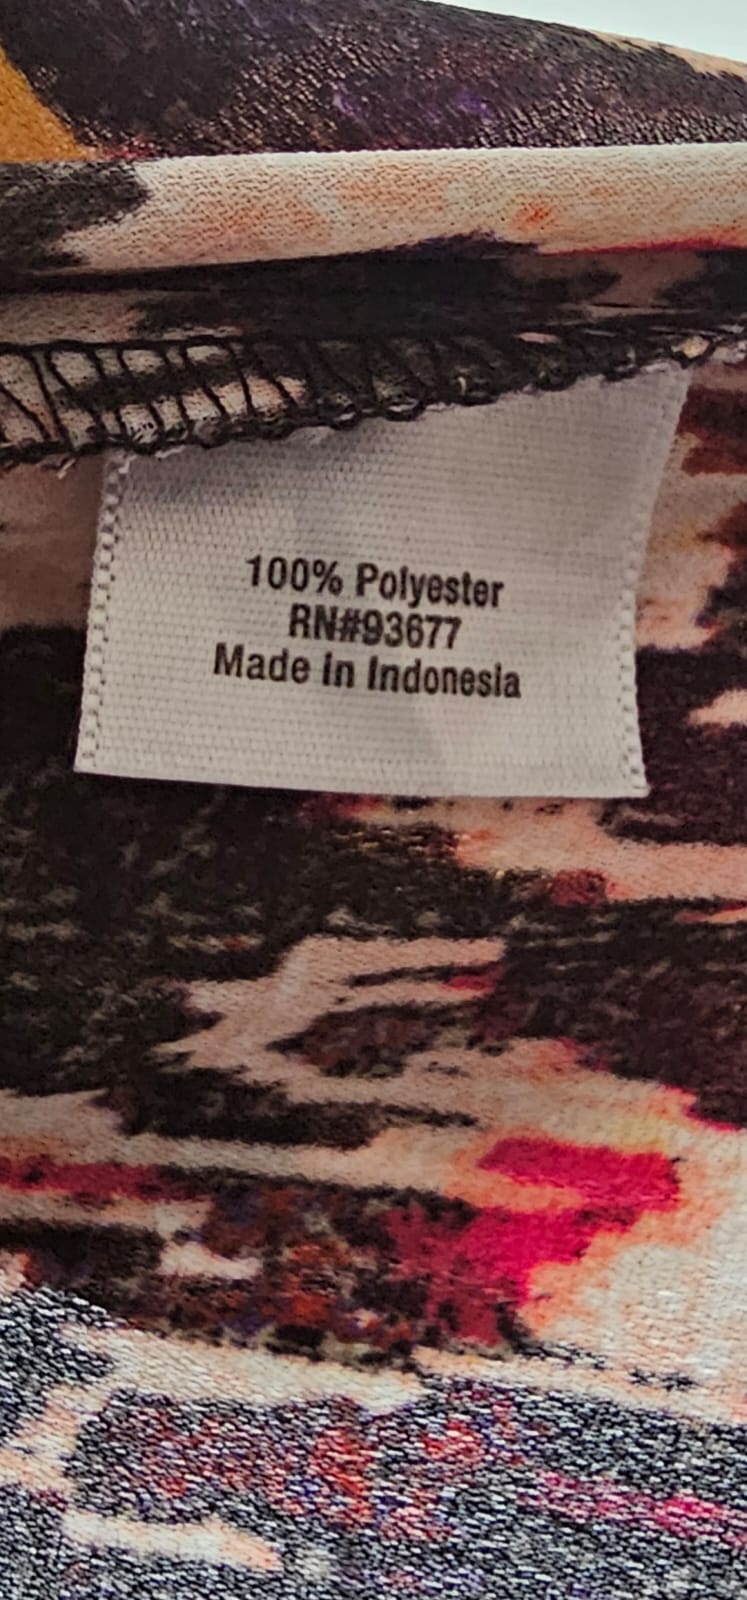 100% Polyester
RN#93677
Made in Indonesia